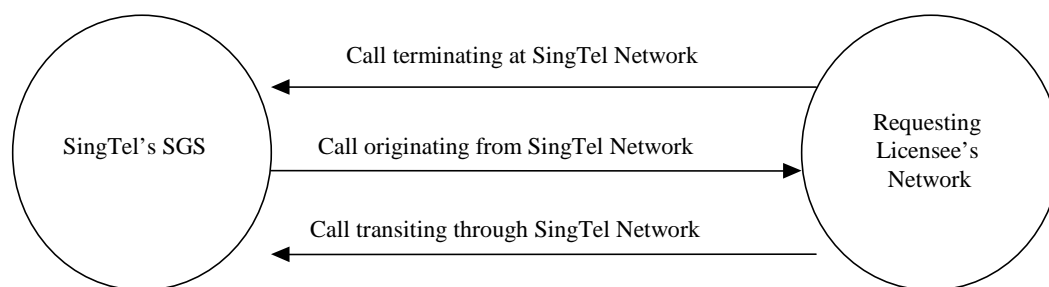 Call terminating at SingTel Network
SingTel’s SGS
Call originating from SingTel Network
Requesting
Licensee’s
Network
Call transiting through SingTel Network